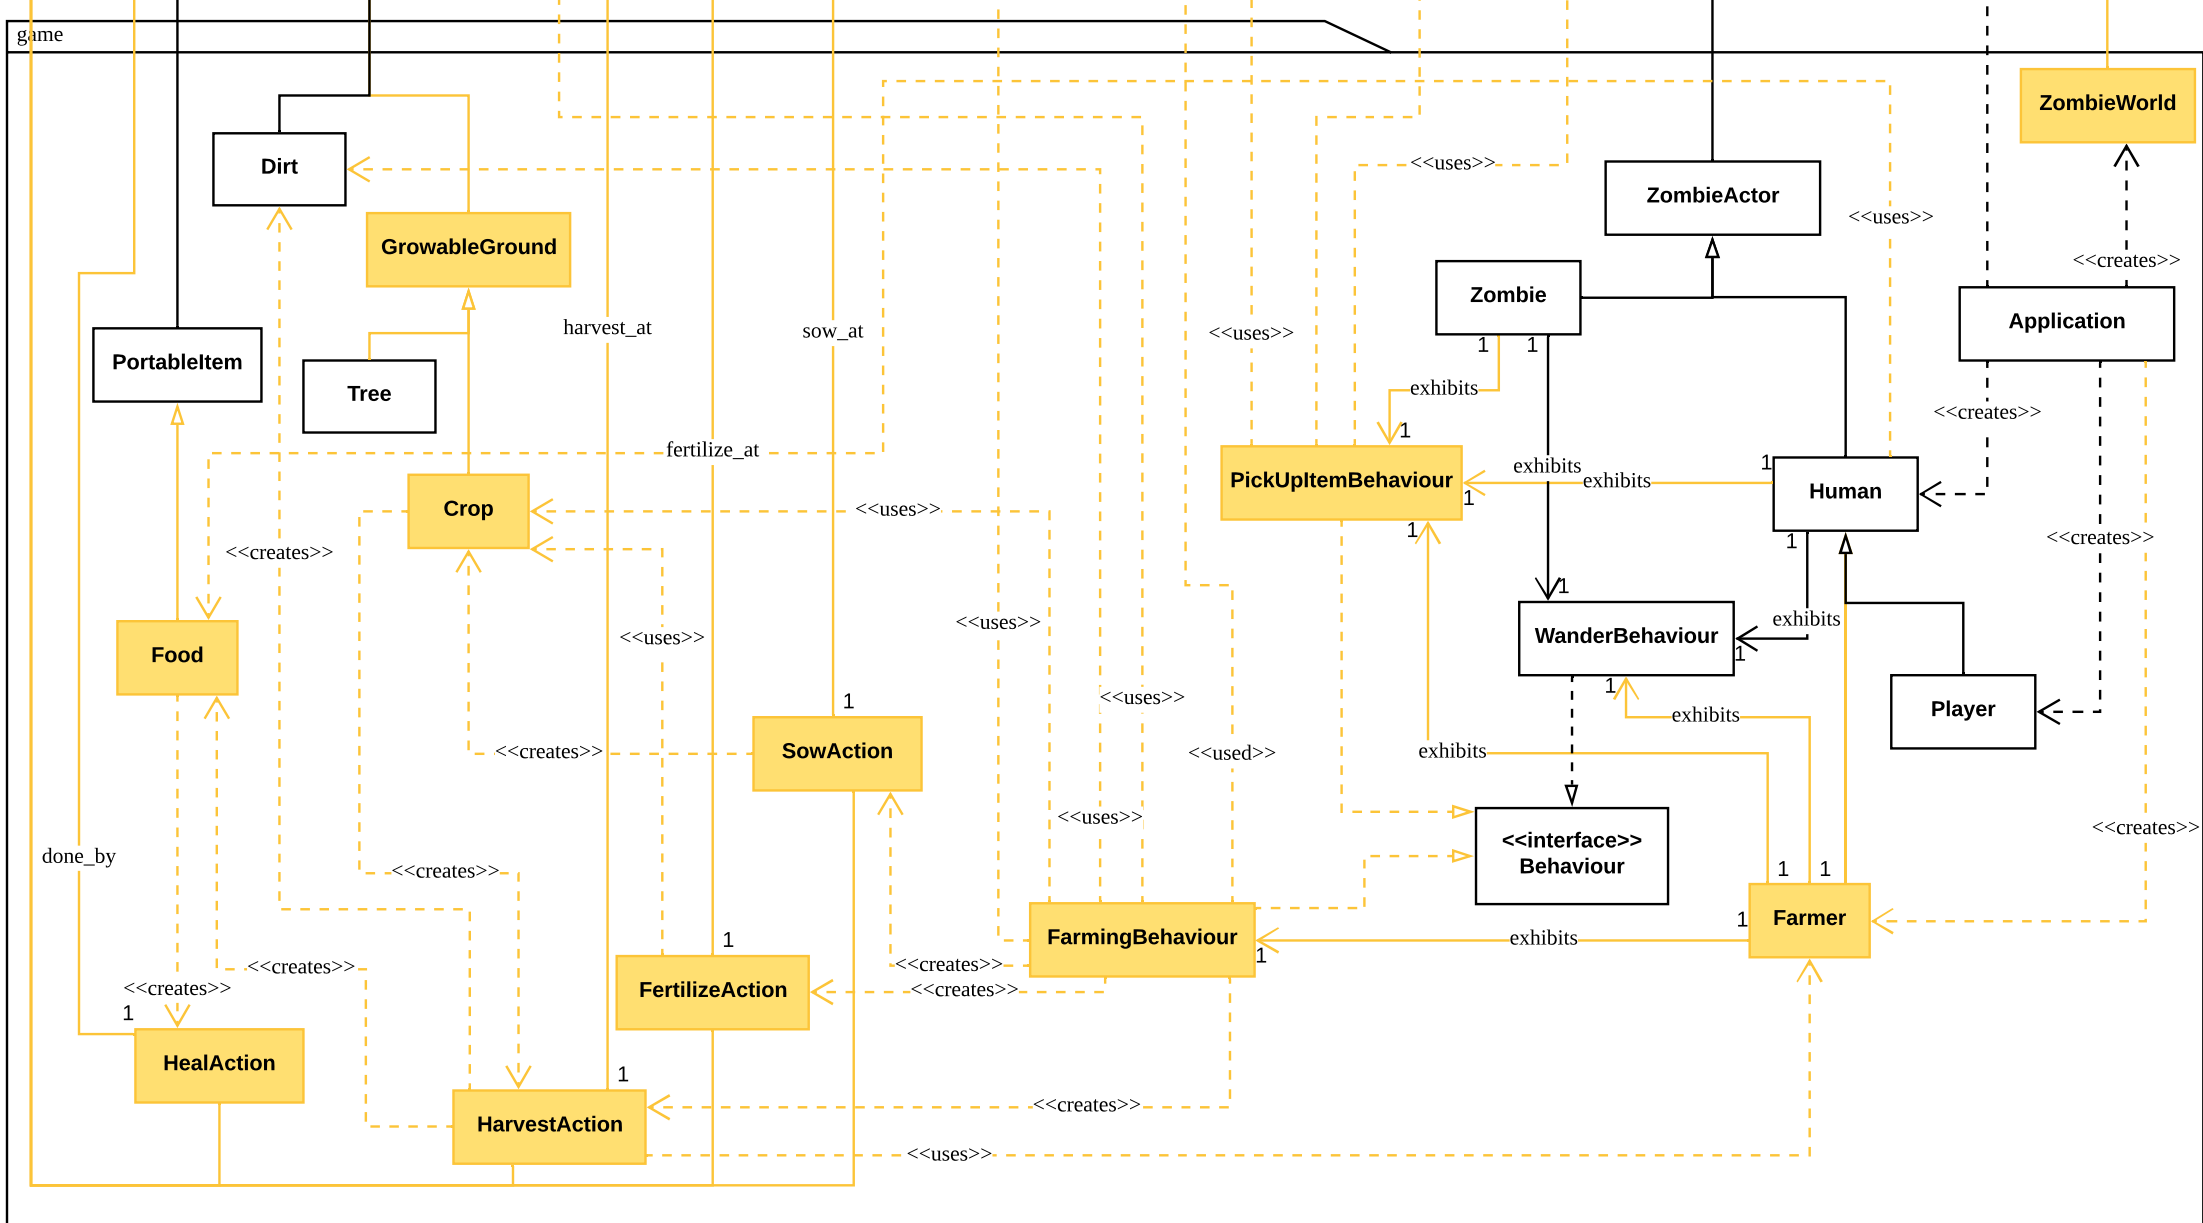 game
ZombieWorld
Dirt
<<uses>>
ZombieActor
<<uses>>
GrowableGround
<<creates>>
Zombie
harvest_at
sow_at
<<uses>>
Application
1
1
PortableItem
Tree
exhibits
<<creates>>
1
fertilize_at
exhibits
1
PickUpItemBehaviour
exhibits
Human
1
Crop
<<uses>>
1
1
<<creates>>
<<creates>>
1
<<uses>>
exhibits
<<uses>>
WanderBehaviour
1
Food
1
<<uses>>
1
exhibits
Player
SowAction
<<creates>>
<<used>>
exhibits
<<uses>>
<<interface>>
Behaviour
<<creates>>
done_by
<<creates>>
1
1
1
Farmer
1
FarmingBehaviour
exhibits
1
<<creates>>
<<creates>>
<<creates>>
FertilizeAction
<<creates>>
1
HealAction
1
<<creates>>
HarvestAction
<<uses>>